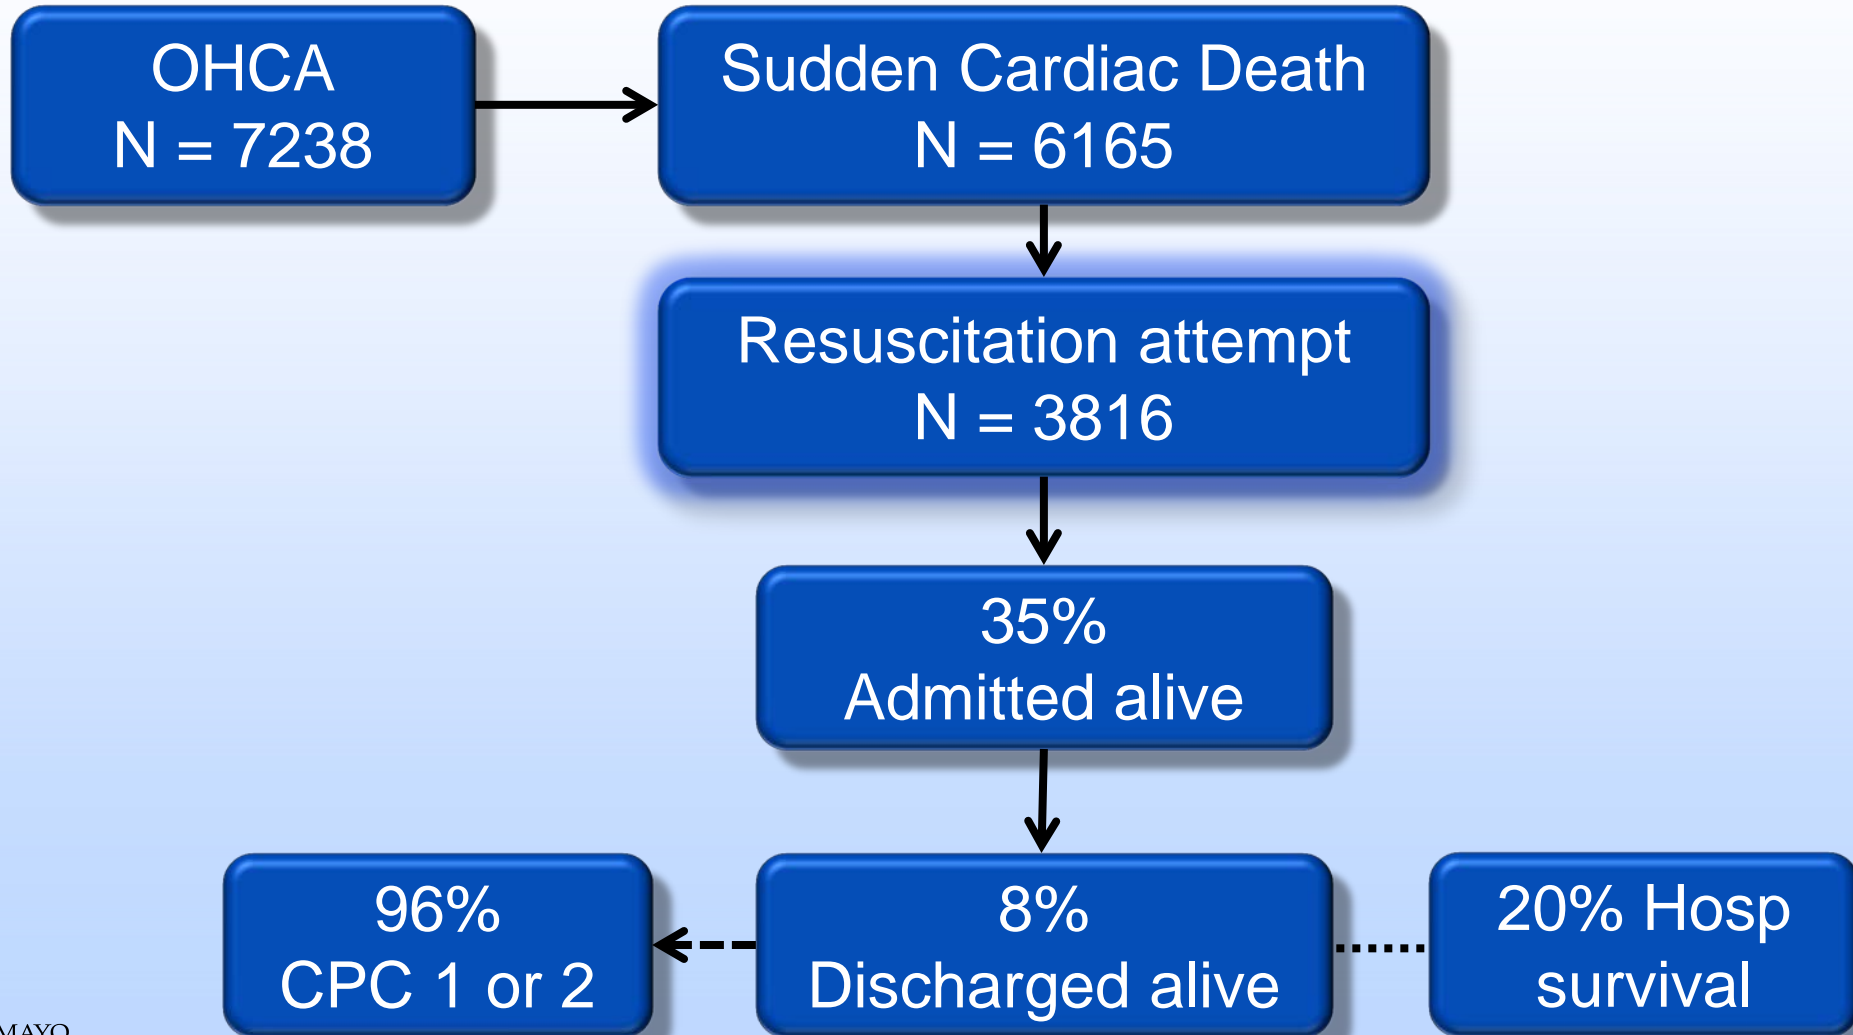 OHCA
N = 7238
Sudden Cardiac Death
N = 6165
Resuscitation attempt
N = 3816
35%
Admitted alive
96%
CPC 1 or 2
8%
Discharged alive
20% Hosp
survival
MAYO